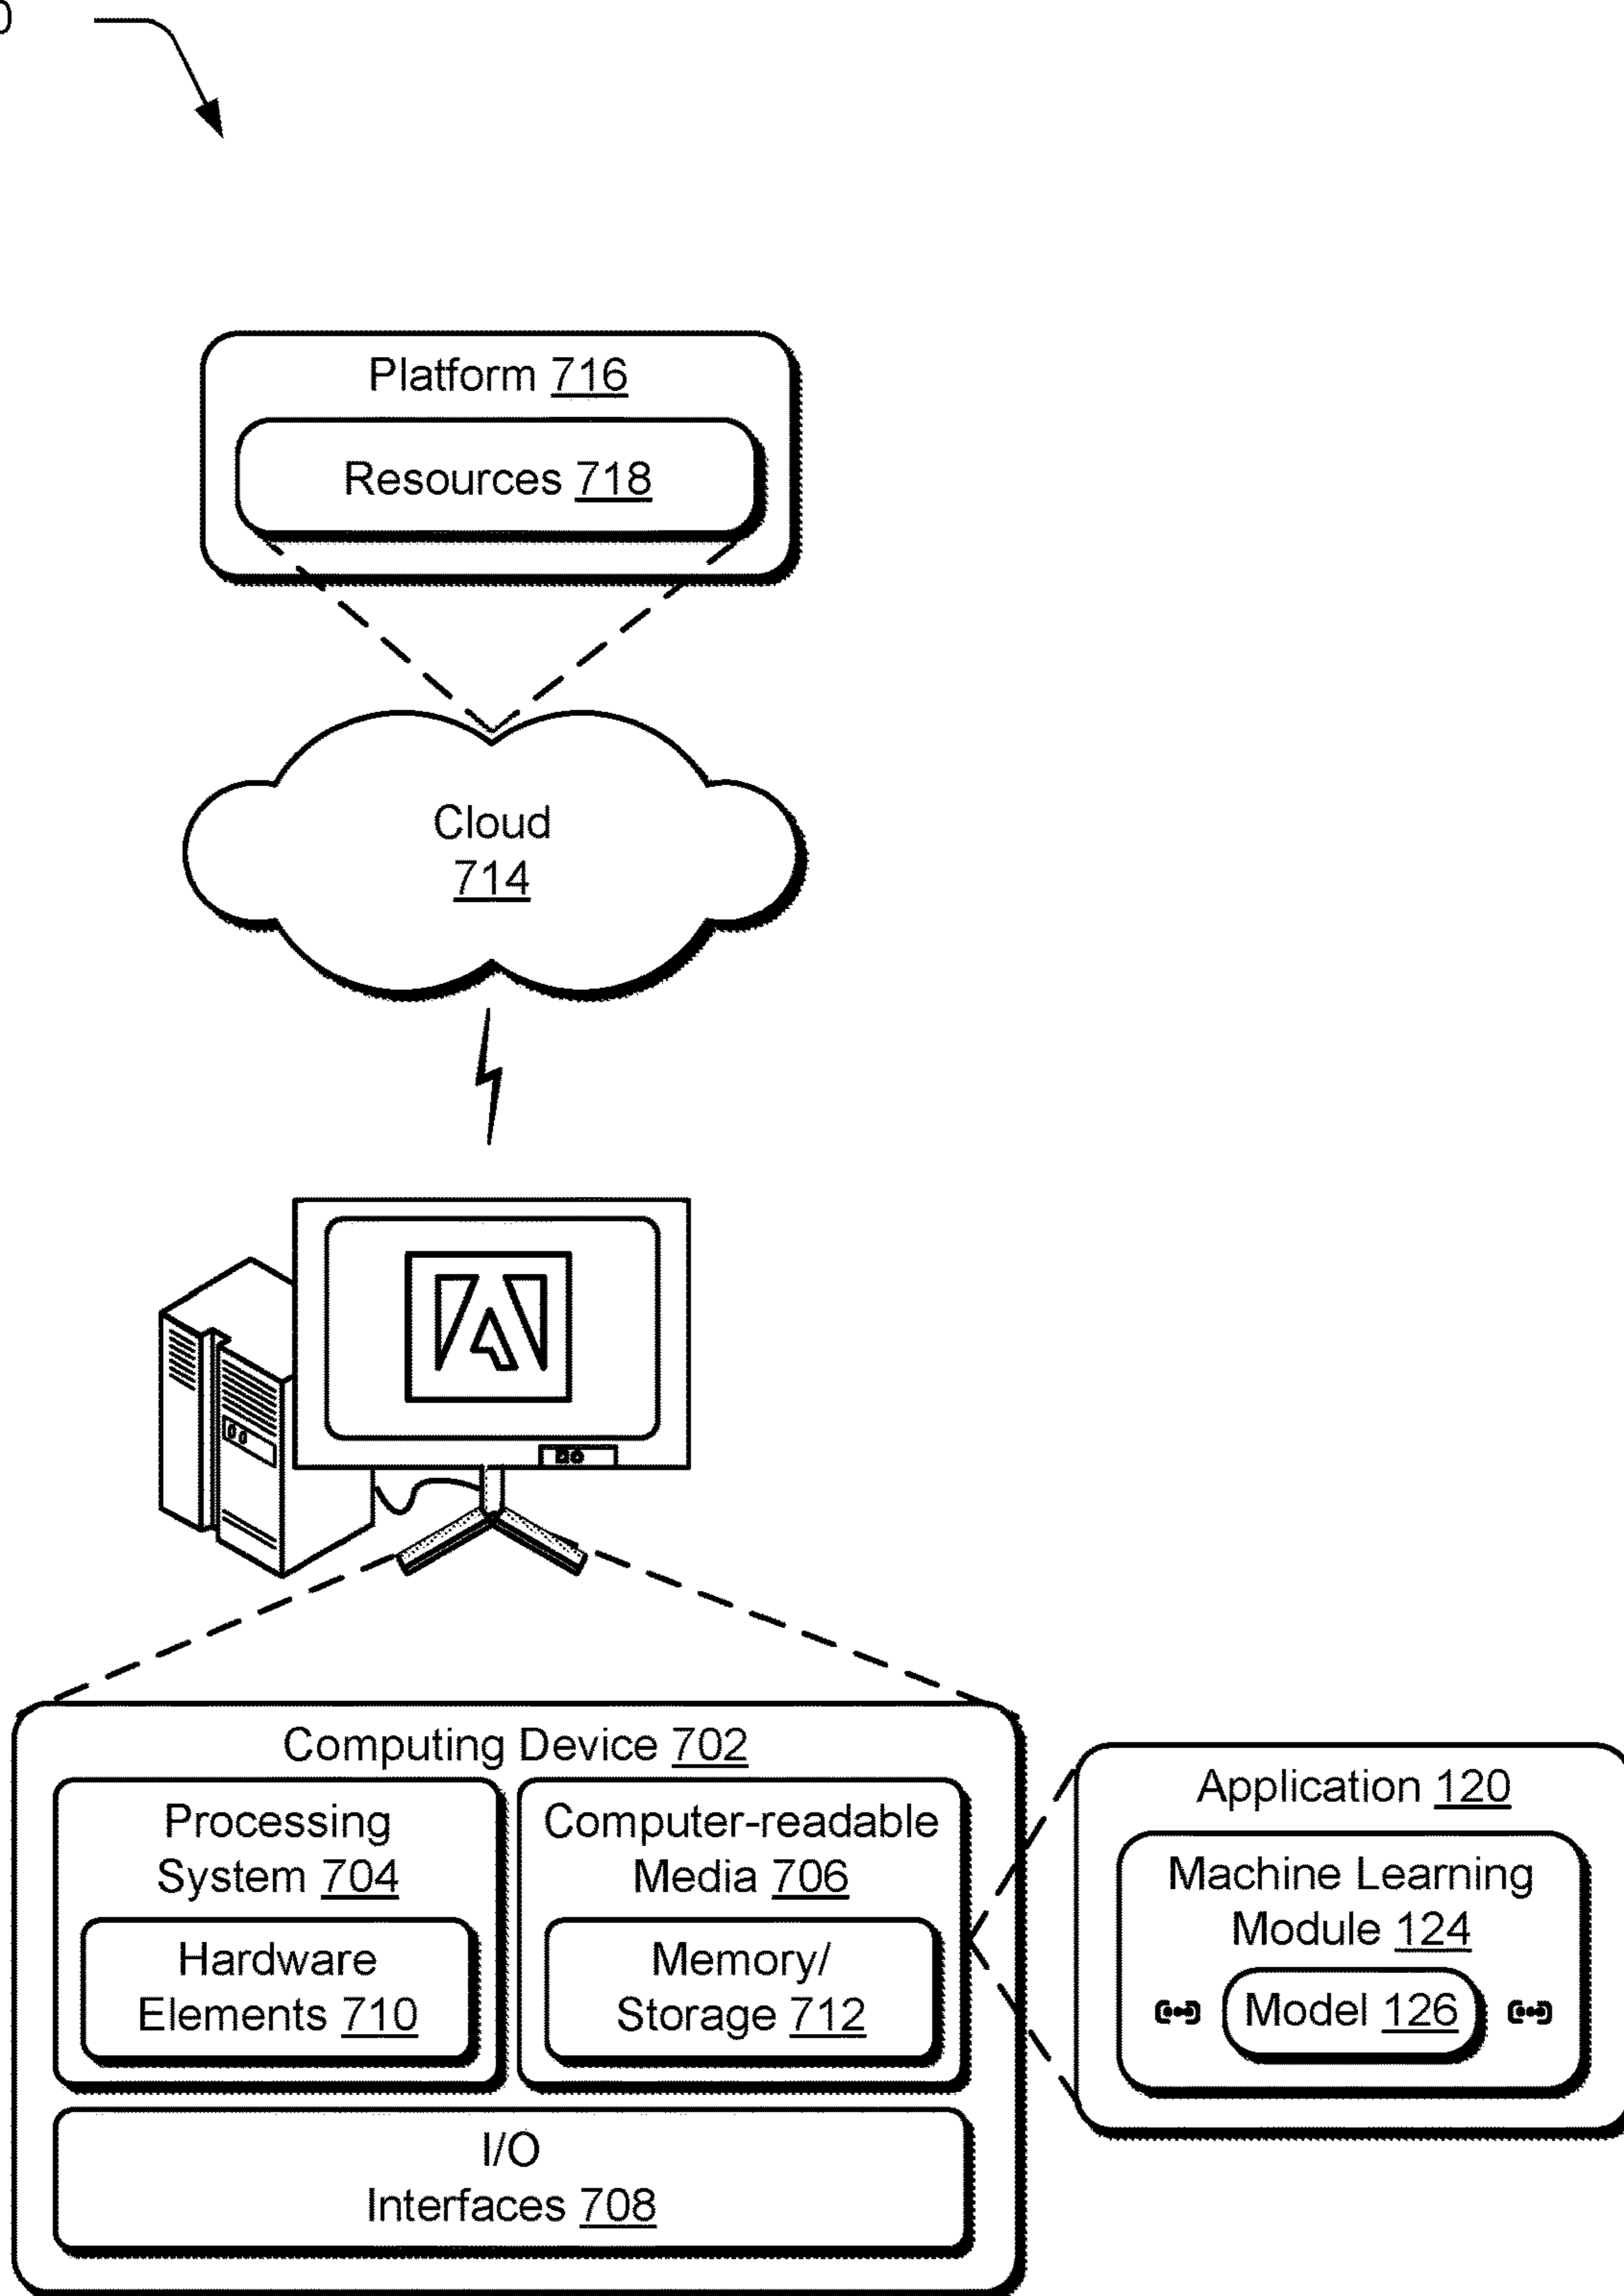 Platform 716
Resources 718
Cloud
714
Computing Device 702
Processing
System 704
Hardware
Elements 710
Computer-readable
Media 706
Memory/
Storage 712
I/O
Interfaces 708
Application 120
Machine Learning
Module 124
Model 126